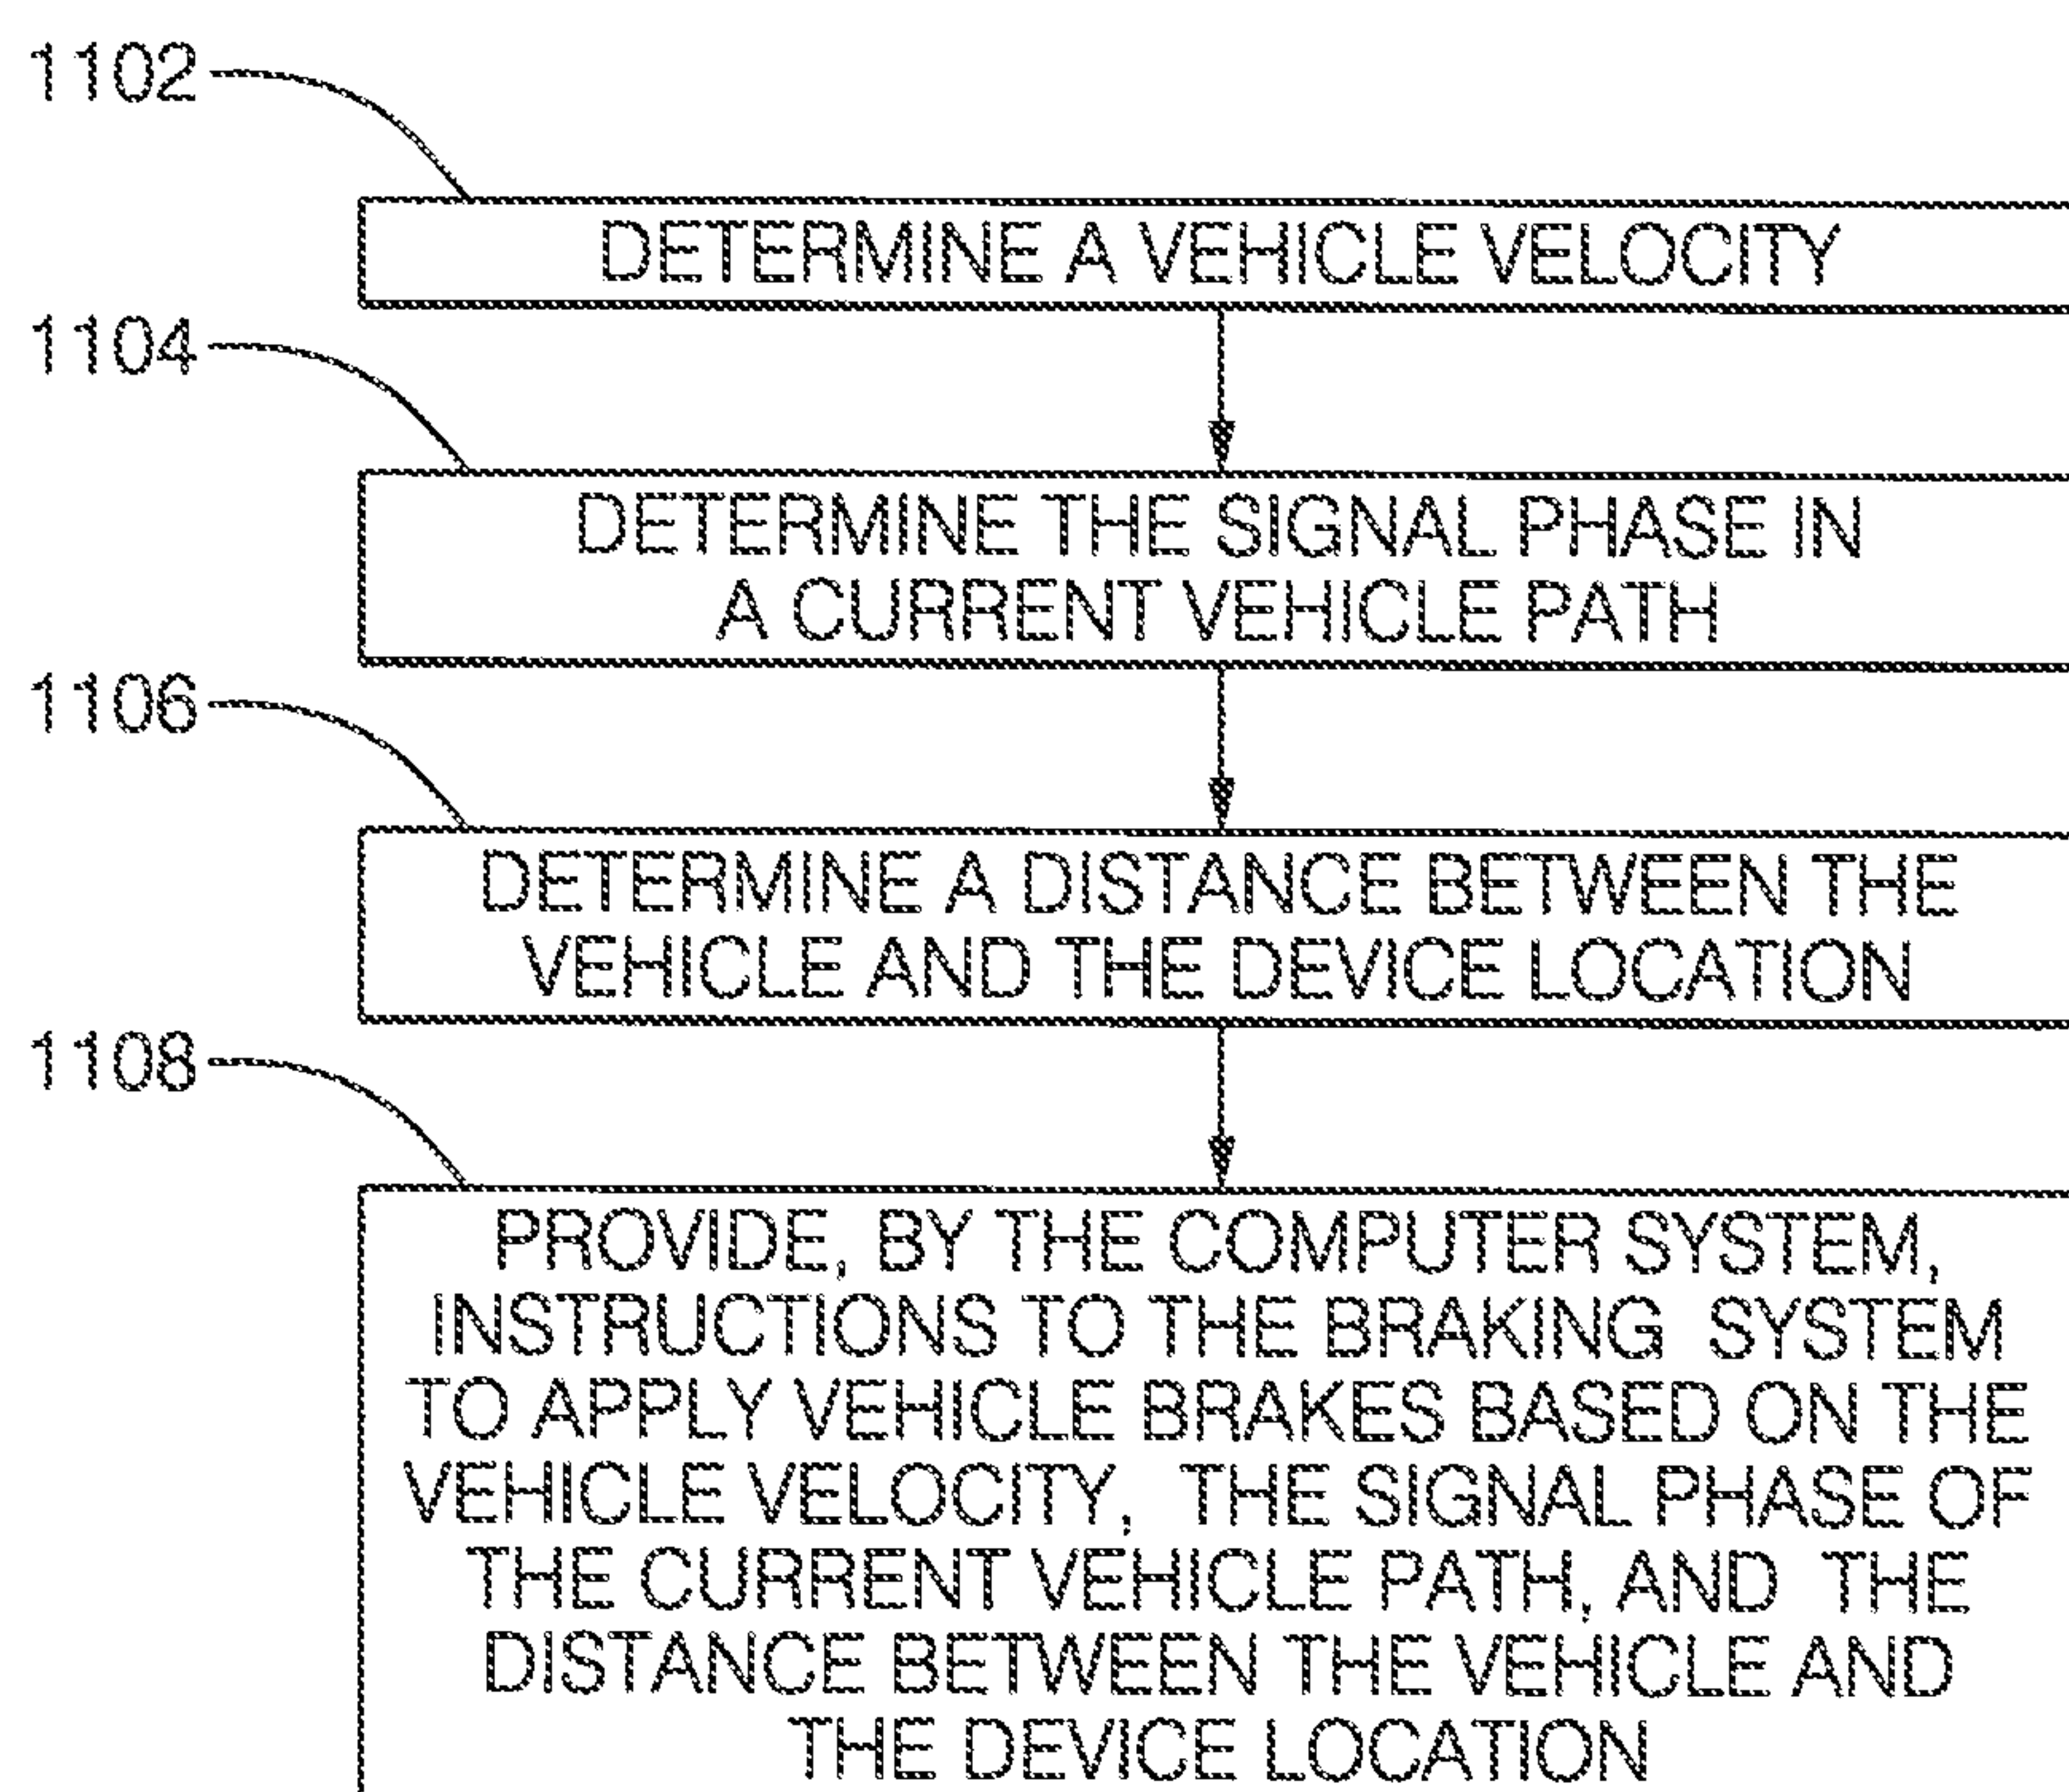 1102
DETERMINE A VEHICLE VELOCITY
1104
DETERMINE THE SIGNAL PHASE IN
A CURRENT VEHICLE PATH
1106
DETERMINE A DISTANCE BETWEEN THE
VEHICLE AND THE DEVICE LOCATION
1108
PROVIDE, BY THE COMPUTER SYSTEM,
INSTRUCTIONS TO THE BRAKING SYSTEM
TO APPLY VEHICLE BRAKES BASED ON THE
VEHICLE VELOCITY, THE SIGNAL PHASE OF
THE CURRENT VEHICLE PATH, AND THE
DISTANCE BETWEEN THE VEHICLE AND
THE DEVICE LOCATION